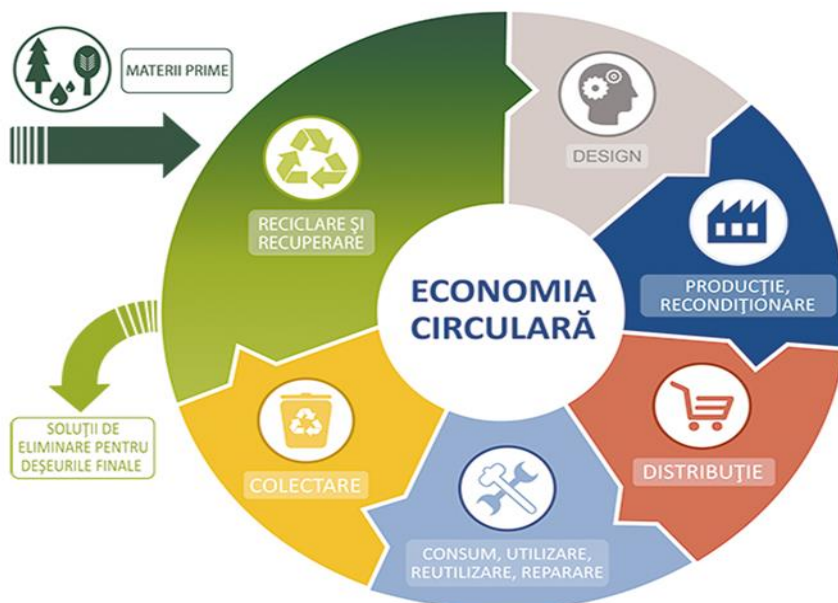 MATERII PRIME
DESIGN
RECICLARE ŞI
RECUPERARE
PRODUCŢIE,
RECONDIŢIONARE
ECONOMIA
CIRCULARĂ
DISTRIBUŢIE
CONSUM, UTILIZARE,
REUTILIZARE, REPARARE
COLECTARE
SOLUŢII DE
ELIMINARE PENTRU
DEŞEURILE FINALE